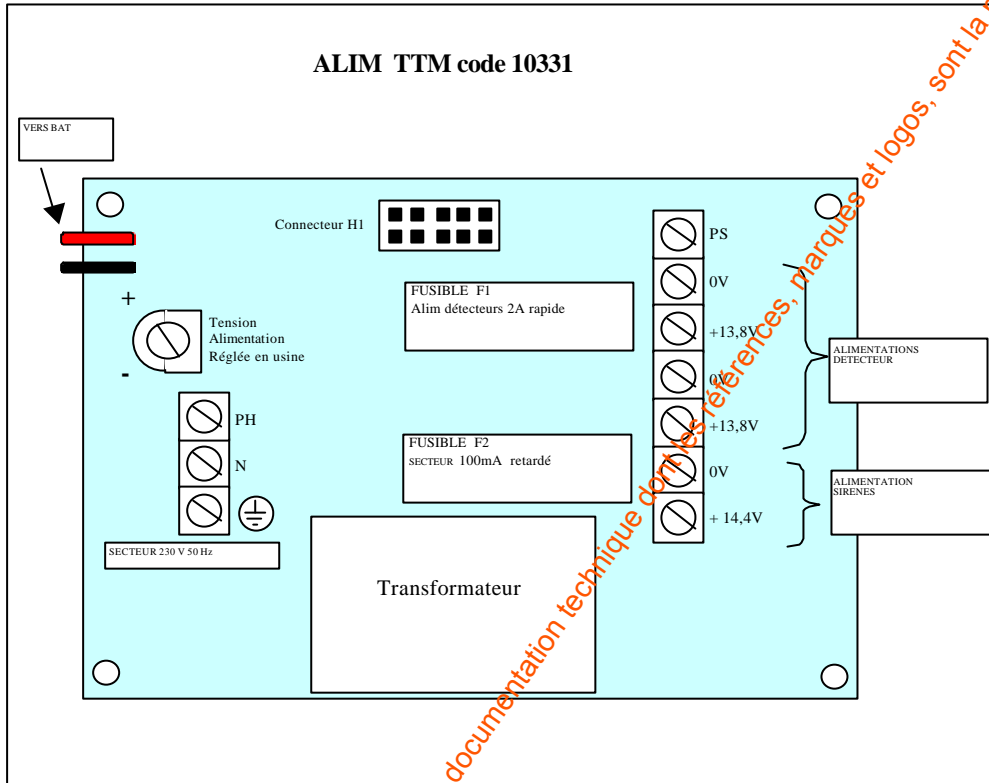 ALIM TTM code 10331
VERS BAT
Connecteur H1
PS
0V
+13,8V
0V
+13,8V
0V
+ 14,4V
FUSIBLE F1
Alim détecteurs 2A rapide
+
-
Tension
Alimentation
Réglée en usine
ALIMENTATIONS
DETECTEUR
PH
N
FUSIBLE F2
SECTEUR 100mA retardé
ALIMENTATION
SIRENES
SECTEUR 230 V 50 Hz
Transformateur
documentation technique dont les références, marques et logos, sont la